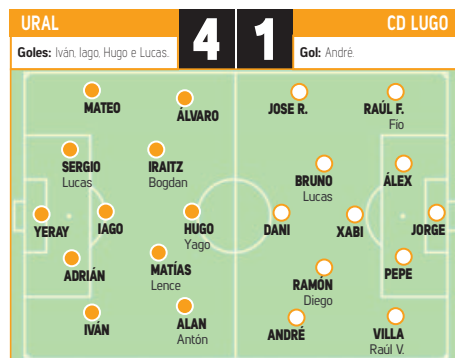 URAL
4
1
CD LUGO
Goles: Iván, Iago, Hugo e Lucas.
Gol: André.
MATEO
ÁLVARO
JOSE R.
RAÚL F.
Fío
SERGIO
Lucas
IRAITZ
Bogdan
BRUNO
Lucas
ÁLEX
YERAY
IAGO
HUGO
Yago
DANI
XABI
JORGE
ADRIÁN
MATÍAS
Lence
RAMÓN
Diego
PEPE
IVÁN
ALAN
Antón
ANDRÉ
VILLA
Raúl V.